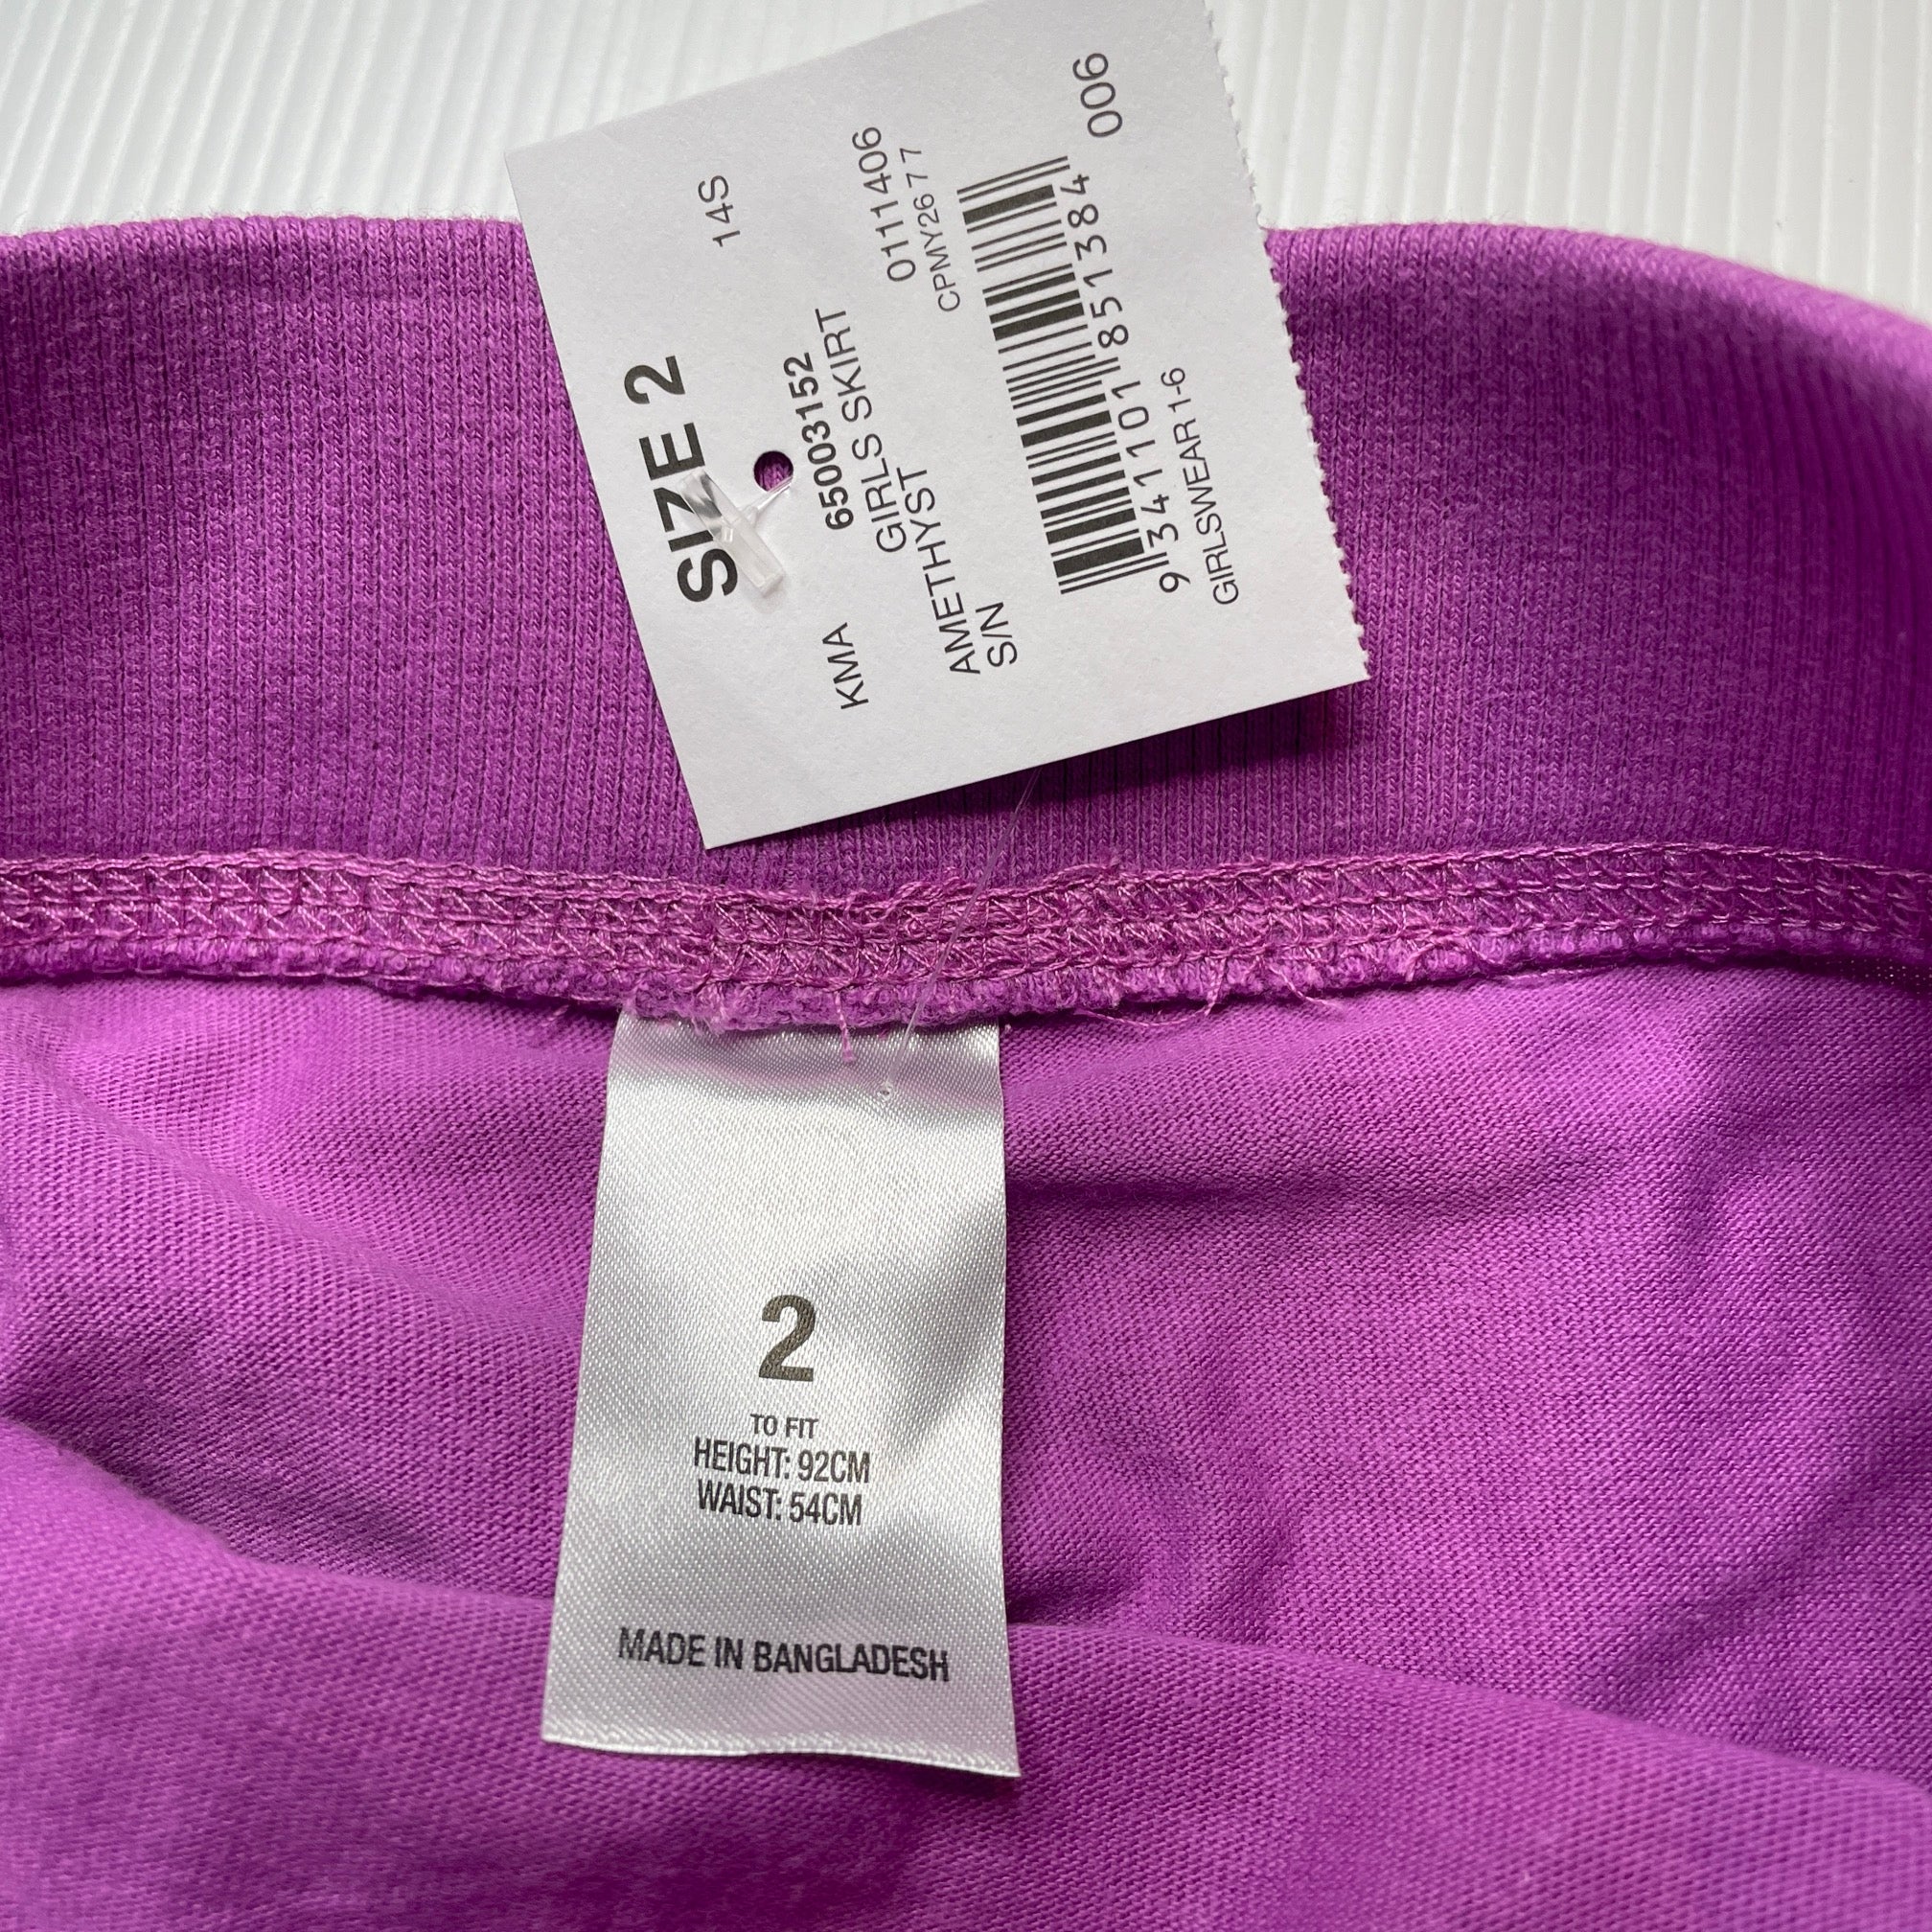 14S
SIZE 2
KMA 65003152
GIRLS SKIRT
AMETHYST 0111406
S/N CPMY26 7 7
9 341101 851384 006
GIRLSWEAR 1-6
2
TO FIT
HEIGHT: 92CM
WAIST: 54CM
MADE IN BANGLADESH